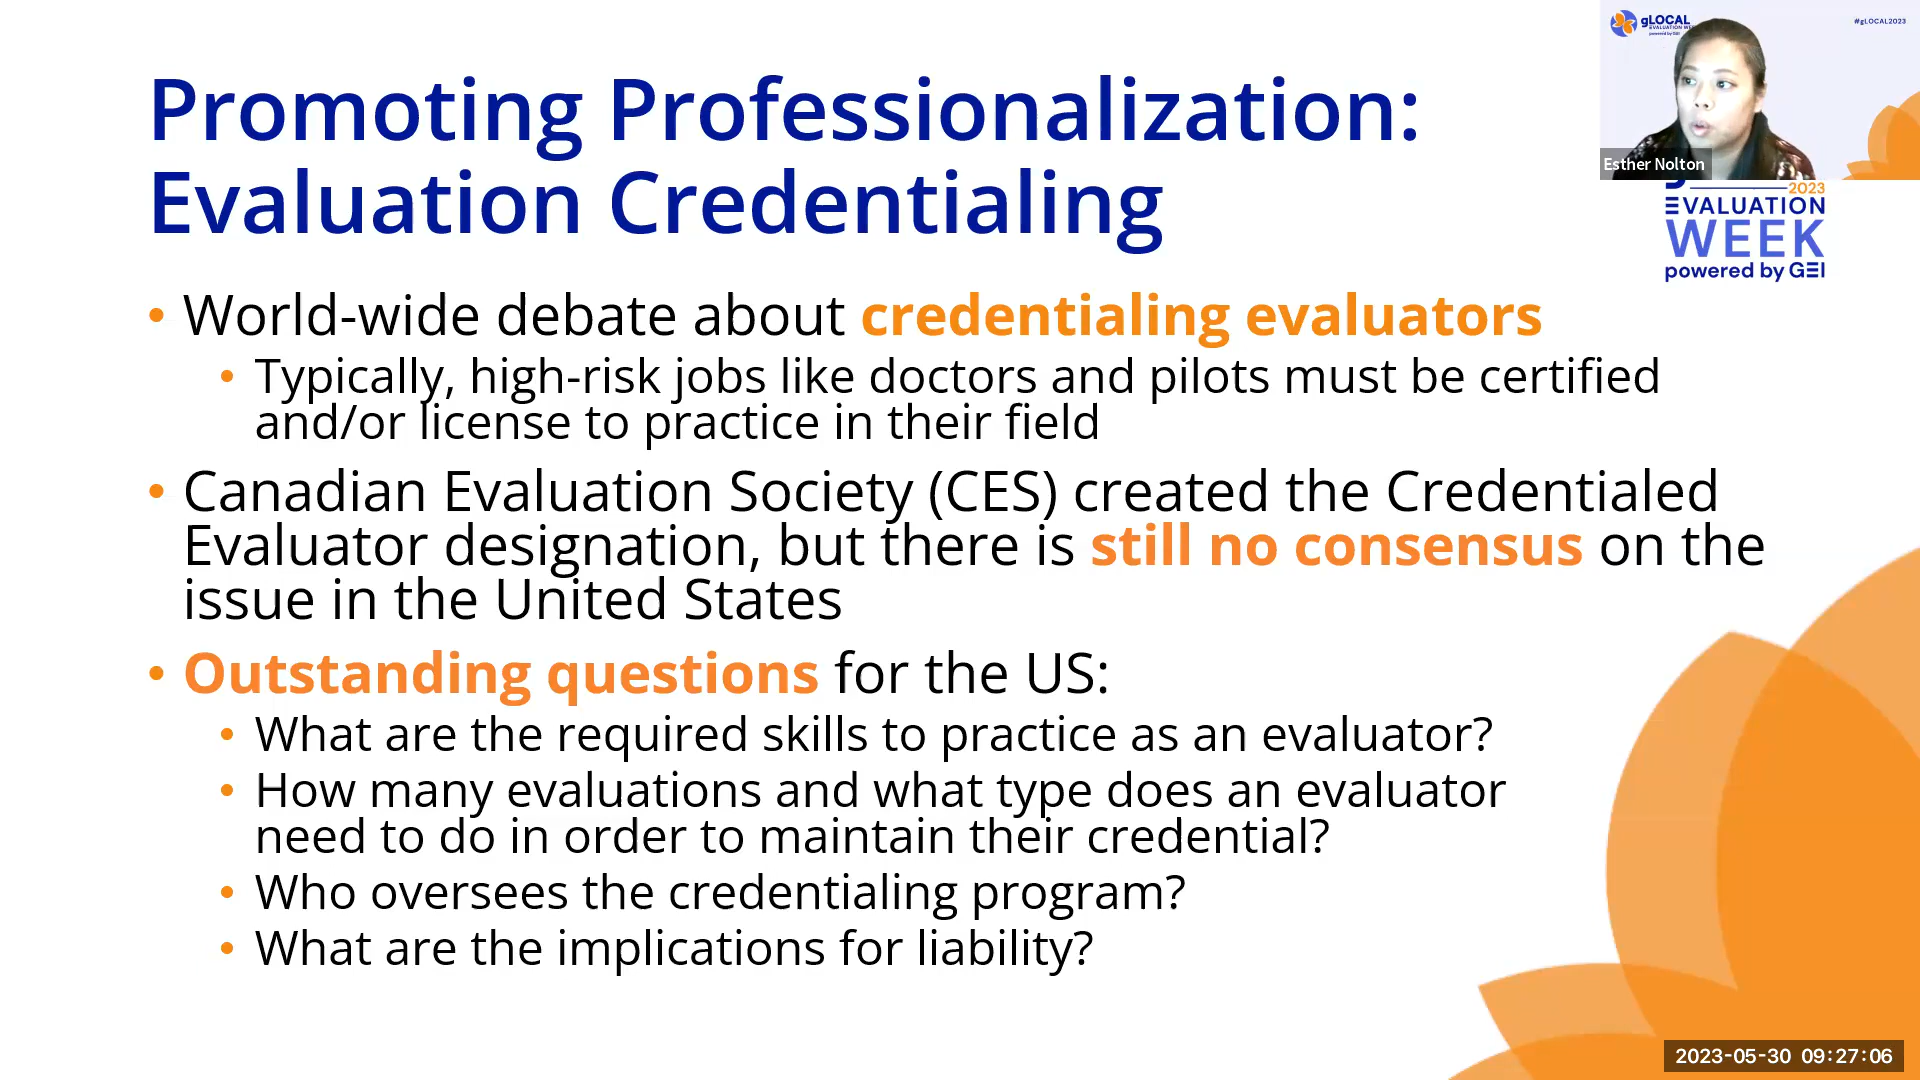 Promoting Professionalization:
Evaluation Credentialing
• World-wide debate about credentialing evaluators
• Typically, high-risk jobs like doctors and pilots must be certified
and/or license to practice in their field
• Canadian Evaluation Society (CES) created the Credentialed
Evaluator designation, but there is still no consensus on the
issue in the United States
• Outstanding questions for the US:
• What are the required skills to practice as an evaluator?
• How many evaluations and what type does an evaluator
need to do in order to maintain their credential?
• Who oversees the credentialing program?
• What are the implications for liability?
gLOCAL
EVALUATION
powered by GEI
#gLOCAL2023
Esther Nolton
2023
EVALUATION
WEEK
powered by GEI
2023-05-30 09:27:06